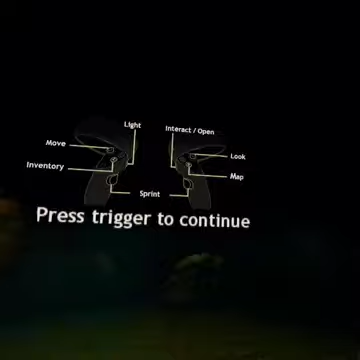 Light
Interact / Open
Move
Look
Inventory
Map
Sprint
Press trigger to continue